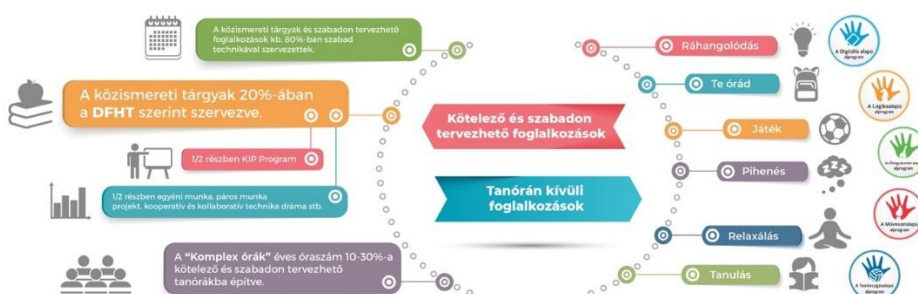 A közismereti tárgyak és szabadon tervezhető
foglalkozások kb. 80%-ban szabad
technikával szervezettek.
A közismereti tárgyak 20%-ában
a DFHT szerint szervezve.
1/2 részben KIP Program
1/2 részben egyéni munka, páros munka
projekt, kooperatív és kollaboratív technika dráma stb.
A "Komplex órák" éves óraszám 10-30%-a
kötelező és szabadon tervezhető
tanórákba építve.
Kötelező és szabadon
tervezhető foglalkozások
Tanórán kívüli
foglalkozások
Ráhangolódás
Te órád
Játék
Pihenés
Relaxálás
Tanulás
A Digitális alapú
alprogram
A Logikaalapú
alprogram
alprogram
A Művészetalapú
alprogram
A Testmozgásalapú
alprogram